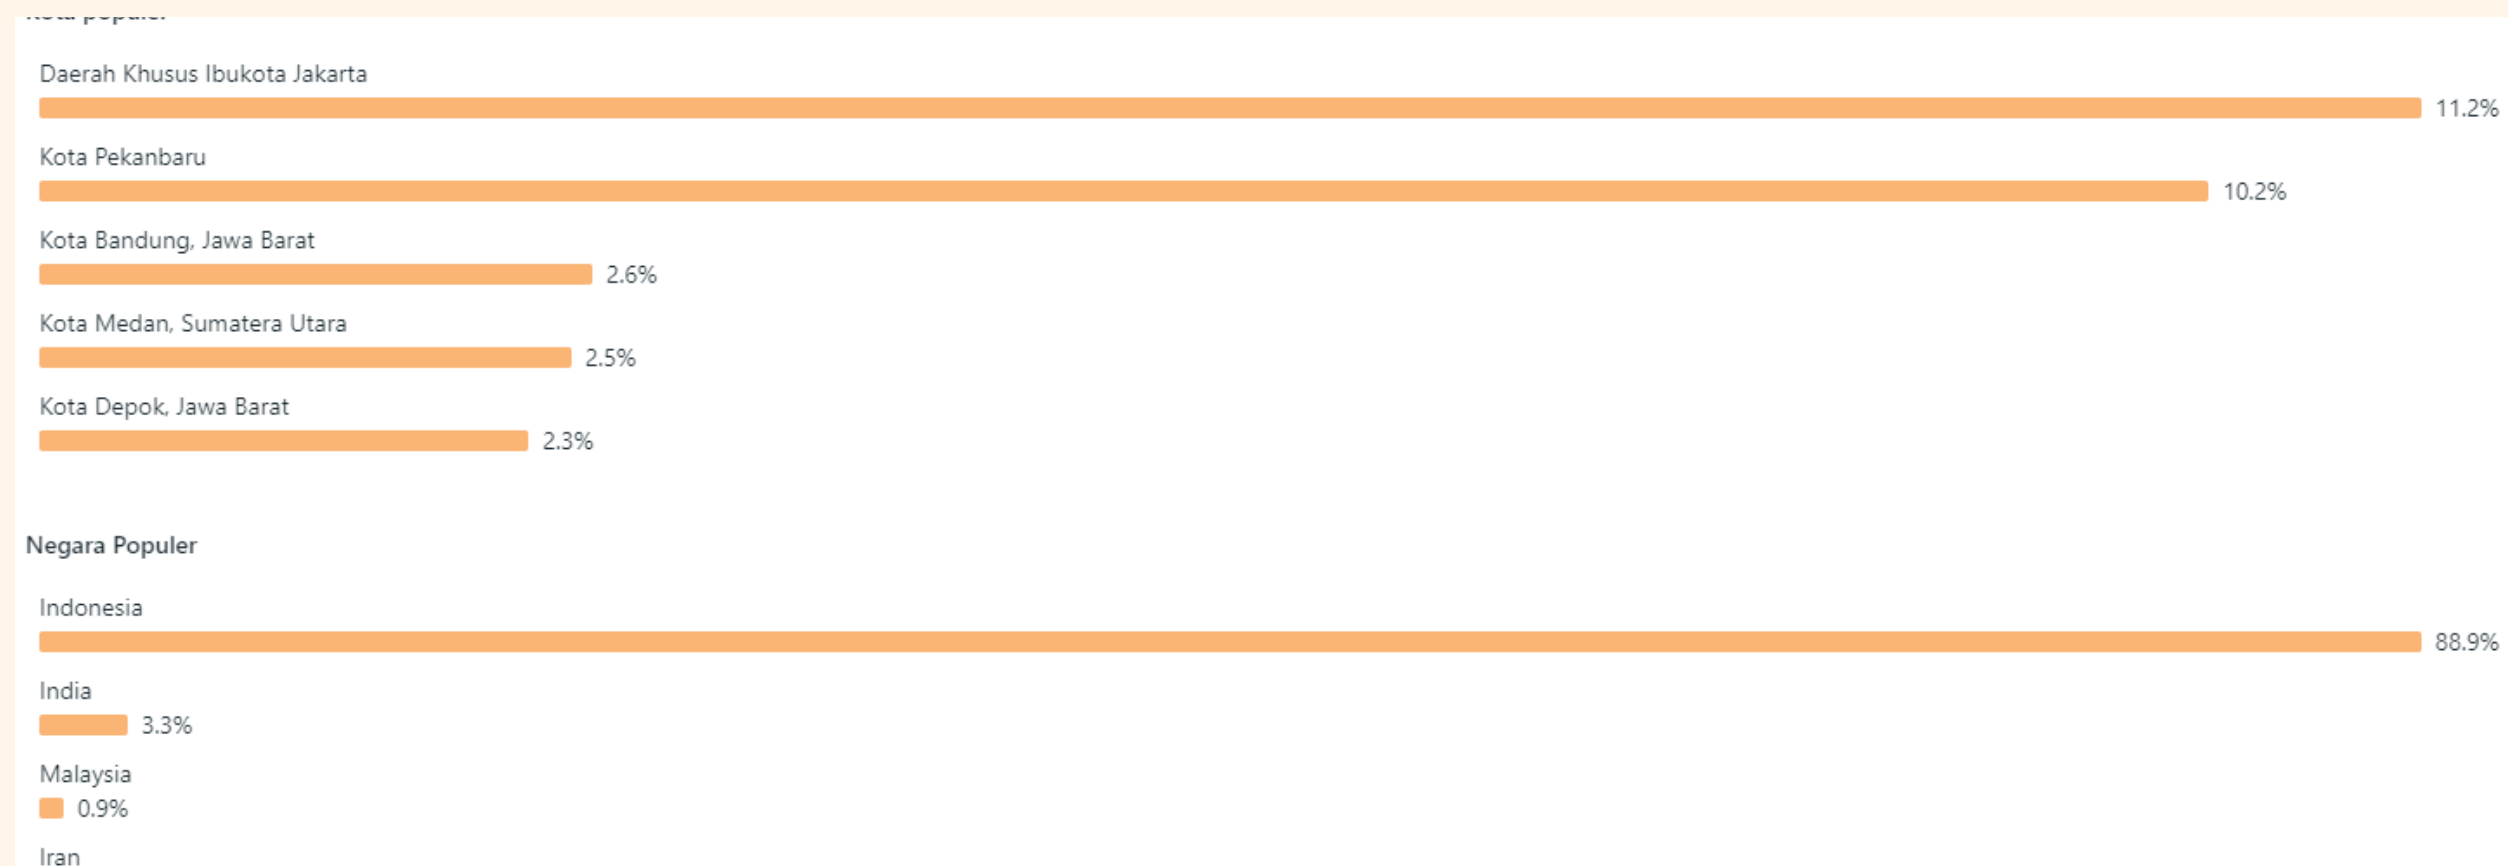 Kota populer
Daerah Khusus Ibukota Jakarta
11.2%
Kota Pekanbaru
10.2%
Kota Bandung, Jawa Barat
2.6%
Kota Medan, Sumatera Utara
2.5%
Kota Depok, Jawa Barat
2.3%
Negara Populer
Indonesia
88.9%
India
3.3%
Malaysia
0.9%
Iran